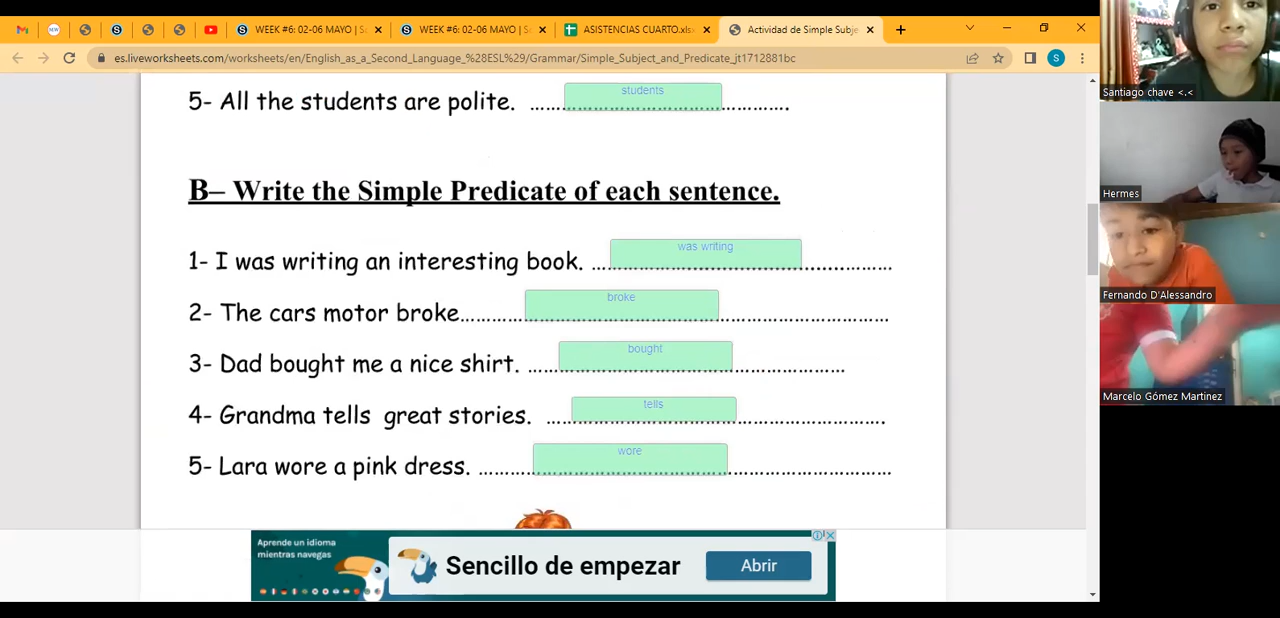 WEEK #6: 02-06 MAYO | S
WEEK #6: 02-06 MAYO | S
ASISTENCIAS CUARTO.xls
Actividad de Simple Subje
es.liveworksheets.com/worksheets/en/English_as_a_Second_Language_%28ESL%29/Grammar/Simple_Subject_and_Predicate_jt1712881bc
S
5- All the students are polite. ...... students ............
B– Write the Simple Predicate of each sentence.
1- I was writing an interesting book. ... was writing ............
2- The cars motor broke............ broke ........................
3- Dad bought me a nice shirt. ...... bought ..................
4- Grandma tells great stories. ... tells ........................
5- Lara wore a pink dress. ......... wore ........................
Aprende un idioma
mientras navegas
Sencillo de empezar
Abrir
Santiago chave <.<
Hermes
Fernando D'Alessandro
Marcelo Gómez Martinez